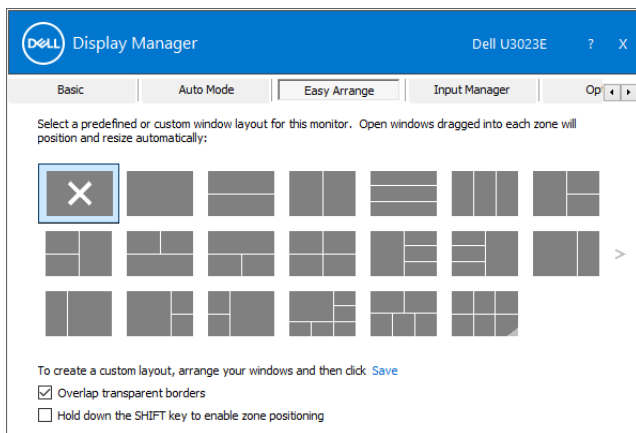 DELL Display Manager Dell U3023E ? X
Basic Auto Mode Easy Arrange Input Manager Op
Select a predefined or custom window layout for this monitor. Open windows dragged into each zone will
position and resize automatically:
To create a custom layout, arrange your windows and then click Save
Overlap transparent borders
Hold down the SHIFT key to enable zone positioning